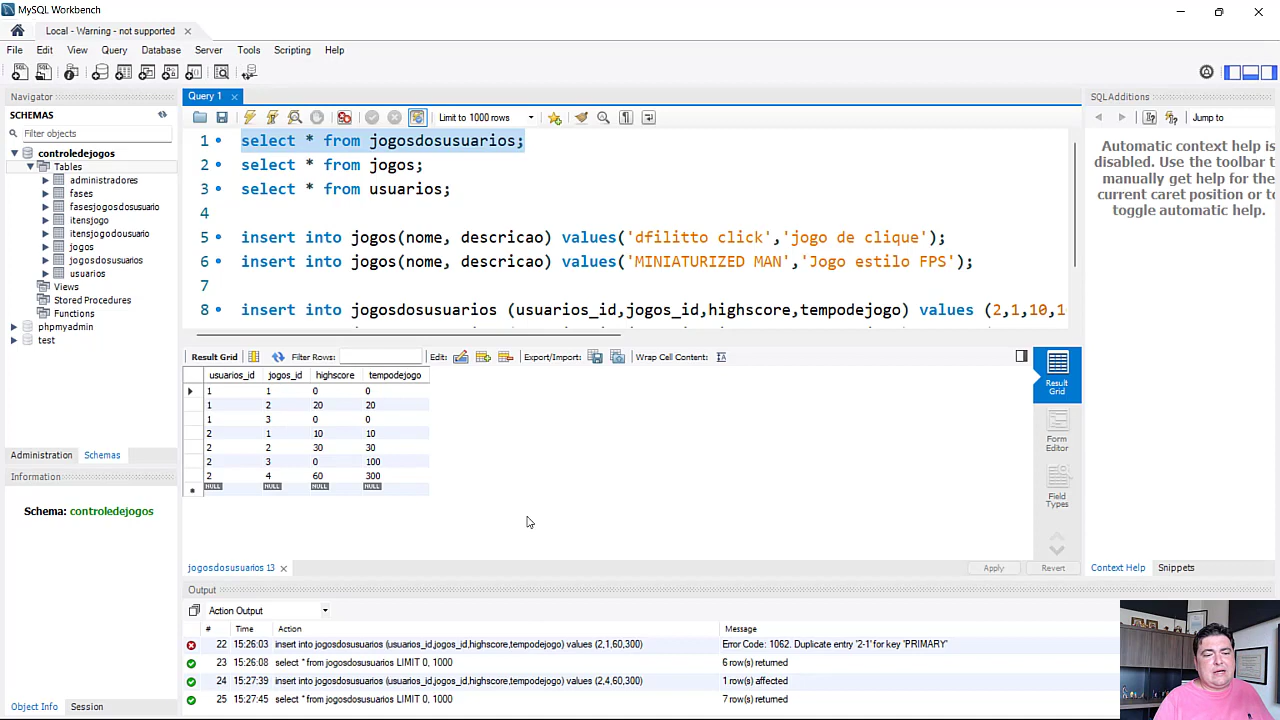 MySQL Workbench
Local - Warning - not supported
File Edit View Query Database Server Tools Scripting Help
Navigator
SCHEMAS
Filter objects
controledejogos
Tables
administradores
fases
fasesjogosdousuario
itensjogo
itensjogodousuario
jogos
jogosdosusuarios
usuarios
Views
Stored Procedures
Functions
phpmyadmin
test
Administration Schemas
Information
Schema: controledejogos
Object Info Session
Query 1
Limit to 1000 rows
1 select * from jogosdosusuarios;
2 select * from jogos;
3 select * from usuarios;
4
5 insert into jogos(nome, descricao) values('dfilitto click','jogo de clique');
6 insert into jogos(nome, descricao) values('MINIATURIZED MAN','Jogo estilo FPS');
7
8 insert into jogosdosusuarios (usuarios_id,jogos_id,highscore,tempodejogo) values (2,1,10,1
Result Grid Filter Rows: Edit: Export/Import: Wrap Cell Content:
usuarios_id jogos_id highscore tempodejogo
1 1 0 0
1 2 20 20
1 3 0 0
2 1 10 10
2 2 30 30
2 3 0 100
2 4 60 300
NULL NULL NULL NULL
Result Grid
Form Editor
Field Types
jogosdosusuarios 13
Apply Revert
SQLAdditions
Jump to
Automatic context help is
disabled. Use the toolbar t
manually get help for the
current caret position or to
toggle automatic help.
Context Help Snippets
Output
Action Output
# Time Action Message
22 15:26:03 insert into jogosdosusuarios (usuarios_id,jogos_id,highscore,tempodejogo) values (2,1,60,300) Error Code: 1062. Duplicate entry '2-1' for key 'PRIMARY'
23 15:26:08 select * from jogosdosusuarios LIMIT 0, 1000 6 row(s) returned
24 15:27:39 insert into jogosdosusuarios (usuarios_id,jogos_id,highscore,tempodejogo) values (2,4,60,300) 1 row(s) affected
25 15:27:45 select * from jogosdosusuarios LIMIT 0, 1000 7 row(s) returned